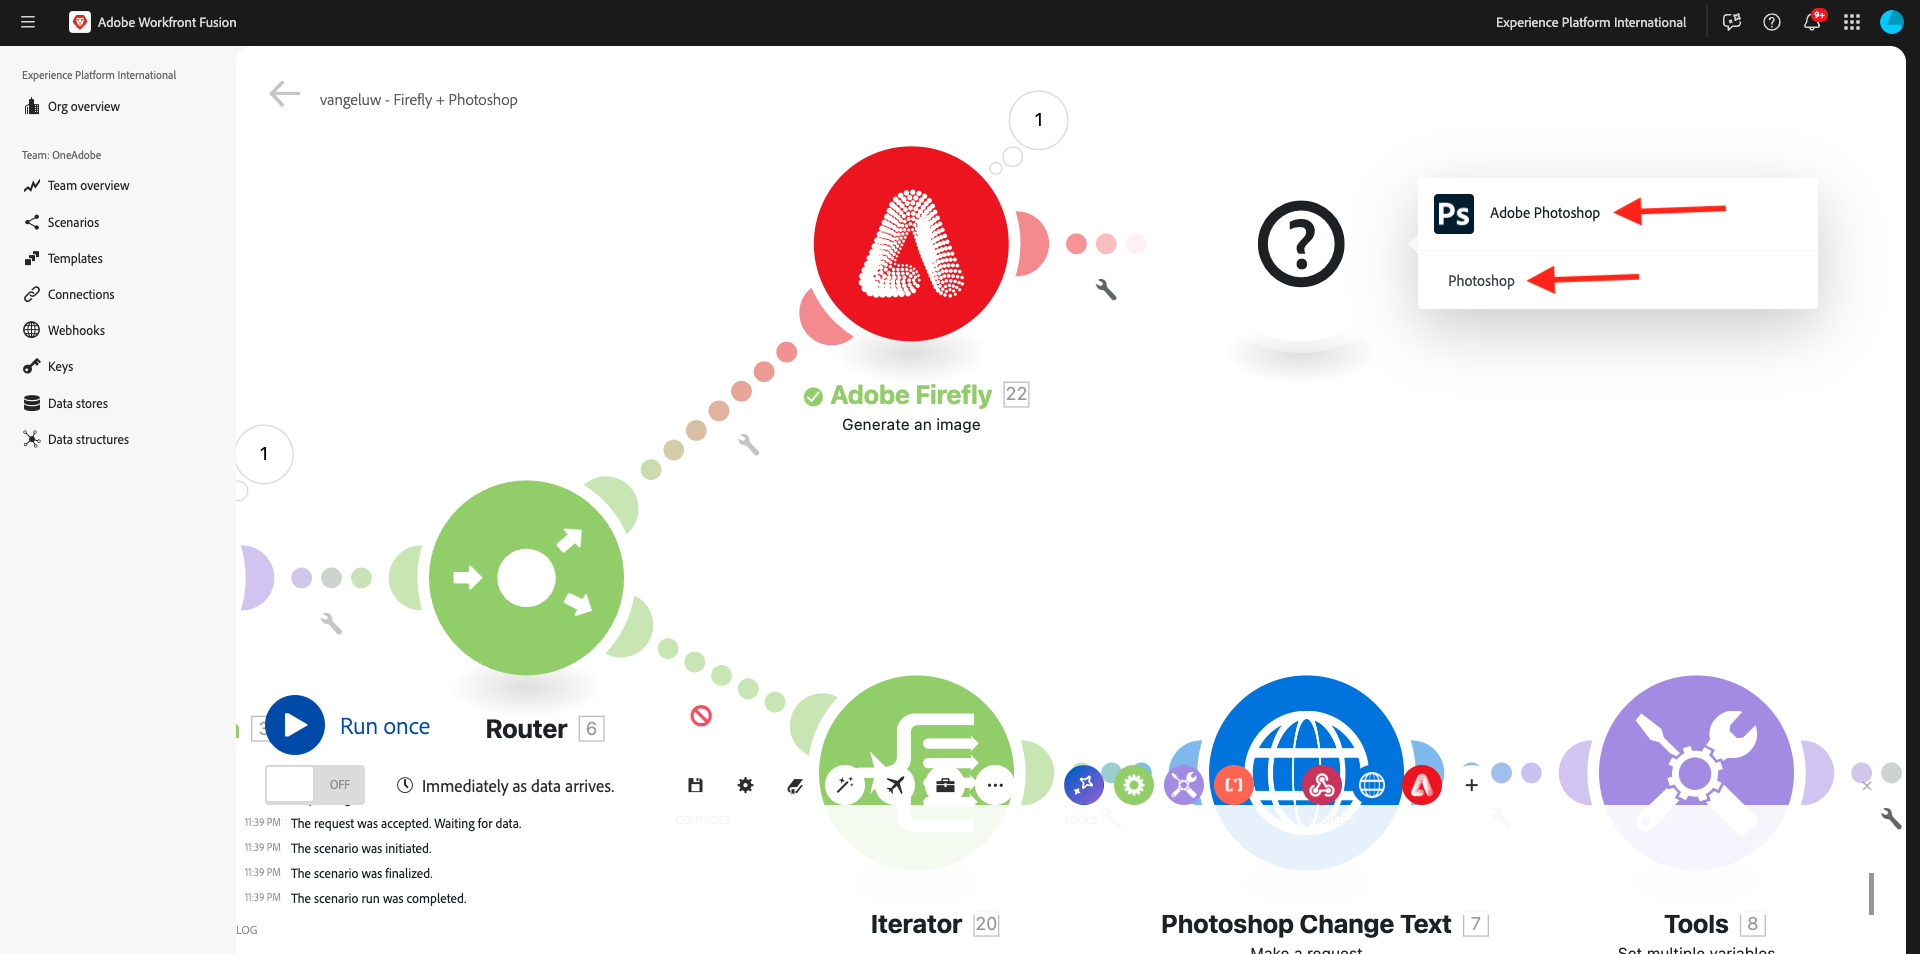 Adobe Workfront Fusion
Experience Platform International
9+
Experience Platform International
Org overview
Team: OneAdobe
Team overview
Scenarios
Templates
Connections
Webhooks
Keys
Data stores
Data structures
vangeluw - Firefly + Photoshop
1
Ps Adobe Photoshop
Photoshop
?
Adobe Firefly 22
Generate an image
1
3
Run once
Router 6
OFF
Immediately as data arrives.
CONTROLS
TOOLS
11:39 PM The request was accepted. Waiting for data.
11:39 PM The scenario was initiated.
11:39 PM The scenario was finalized.
11:39 PM The scenario run was completed.
LOG
Iterator 20
Photoshop Change Text 7
Make a request
Tools 8
Set multiple variables